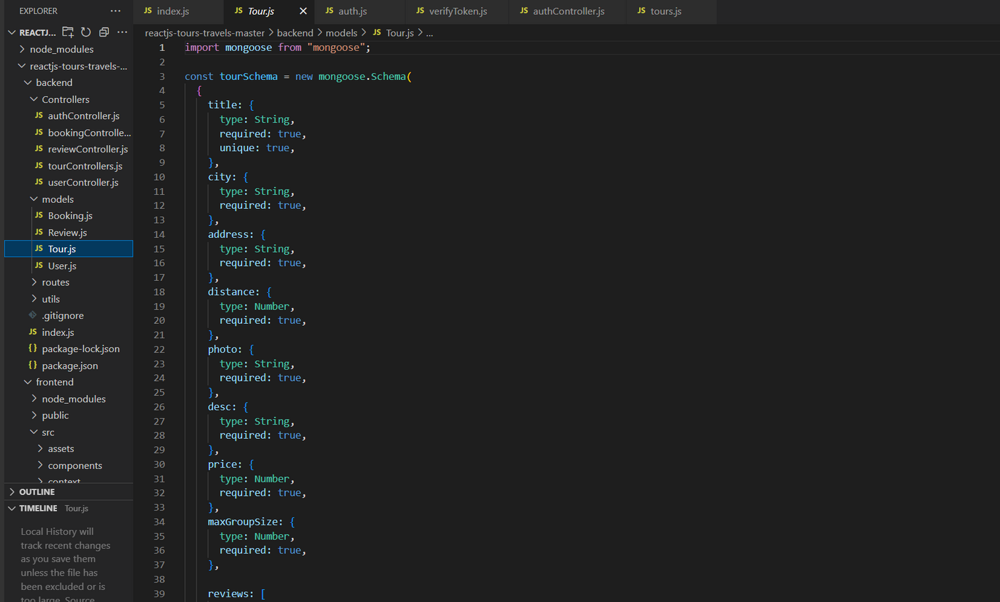 EXPLORER
REACTJ...
node_modules
reactjs-tours-travels-...
backend
Controllers
JS authController.js
JS bookingControlle...
JS reviewController.js
JS tourControllers.js
JS userController.js
models
JS Booking.js
JS Review.js
JS Tour.js
JS User.js
routes
utils
.gitignore
JS index.js
{} package-lock.json
{} package.json
frontend
node_modules
public
src
assets
components
context
OUTLINE
TIMELINE Tour.js
Local History will
track recent changes
as you save them
unless the file has
been excluded or is
too large. Source
JS index.js JS Tour.js JS auth.js JS verifyToken.js JS authController.js JS tours.js
reactjs-tours-travels-master > backend > models > JS Tour.js > ...
1 import mongoose from "mongoose";
2
3 const tourSchema = new mongoose.Schema(
4 {
5 title: {
6 type: String,
7 required: true,
8 unique: true,
9 },
10 city: {
11 type: String,
12 required: true,
13 },
14 address: {
15 type: String,
16 required: true,
17 },
18 distance: {
19 type: Number,
20 required: true,
21 },
22 photo: {
23 type: String,
24 required: true,
25 },
26 desc: {
27 type: String,
28 required: true,
29 },
30 price: {
31 type: Number,
32 required: true,
33 },
34 maxGroupSize: {
35 type: Number,
36 required: true,
37 },
38
39 reviews: [